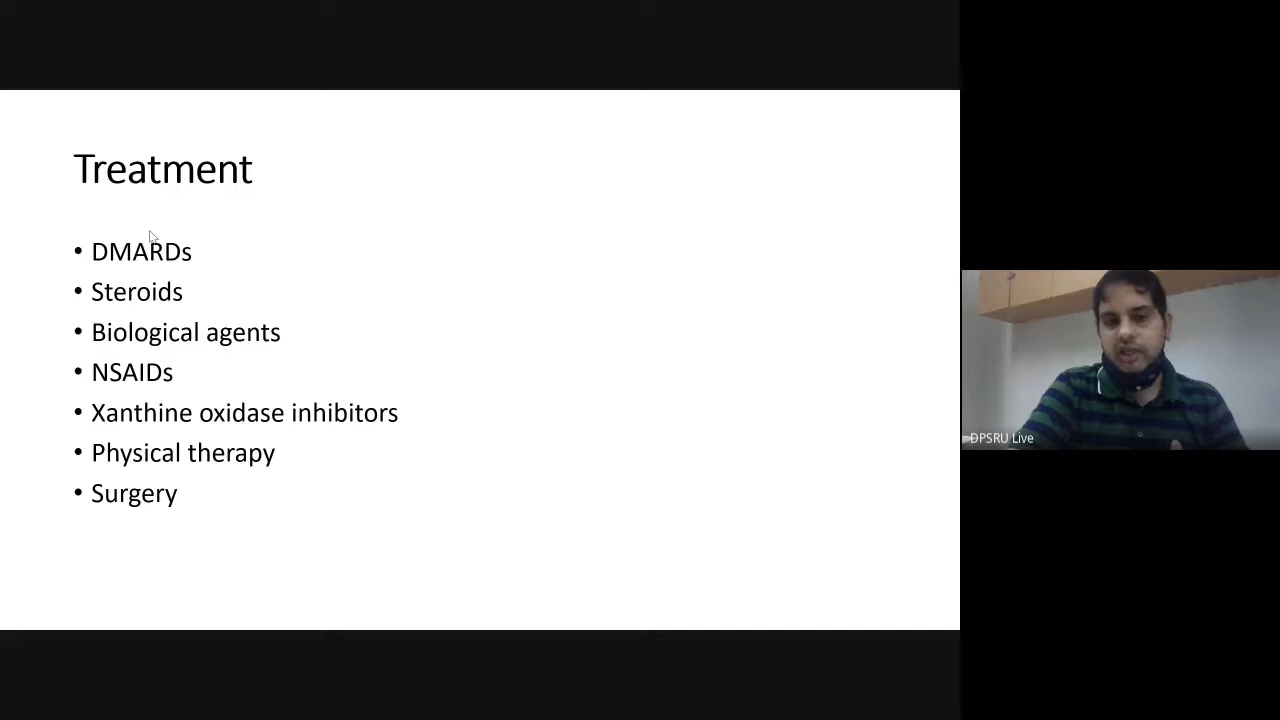 Treatment
• DMARDs
• Steroids
• Biological agents
• NSAIDs
• Xanthine oxidase inhibitors
• Physical therapy
• Surgery
DPSRU Live